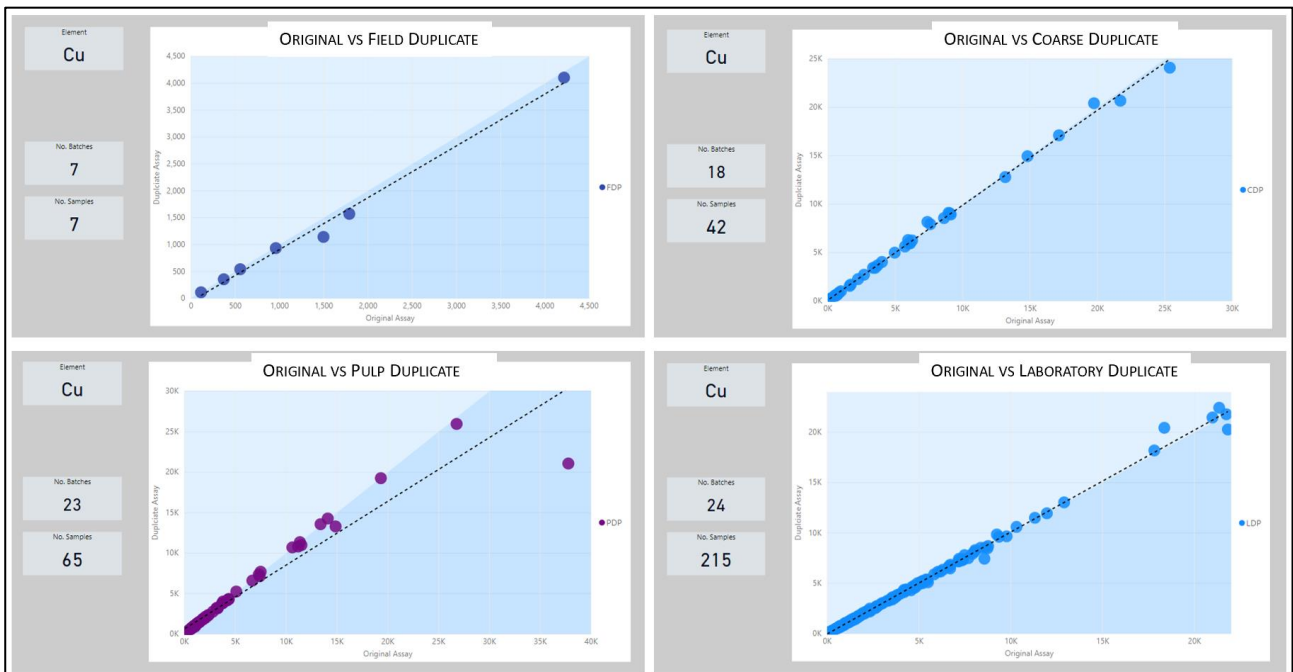 ORIGINAL VS FIELD DUPLICATE
Element
Cu
No. Batches
7
No. Samples
7
4,500
4,000
3,500
3,000
2,500
2,000
1,500
1,000
500
0
Duplciate Assay
0 500 1,000 1,500 2,000 2,500 3,000 3,500 4,000 4,500
Original Assay
FDP
ORIGINAL VS COARSE DUPLICATE
Element
Cu
No. Batches
18
No. Samples
42
25K
20K
15K
10K
5K
0K
Duplciate Assay
0K 5K 10K 15K 20K 25K 30K
Original Assay
CDP
ORIGINAL VS PULP DUPLICATE
Element
Cu
No. Batches
23
No. Samples
65
30K
25K
20K
15K
10K
5K
0K
Duplciate Assay
0K 5K 10K 15K 20K 25K 30K 35K 40K
Original Assay
PDP
ORIGINAL VS LABORATORY DUPLICATE
Element
Cu
No. Batches
24
No. Samples
215
20K
15K
10K
5K
0K
Duplciate Assay
0K 5K 10K 15K 20K
Original Assay
LDP